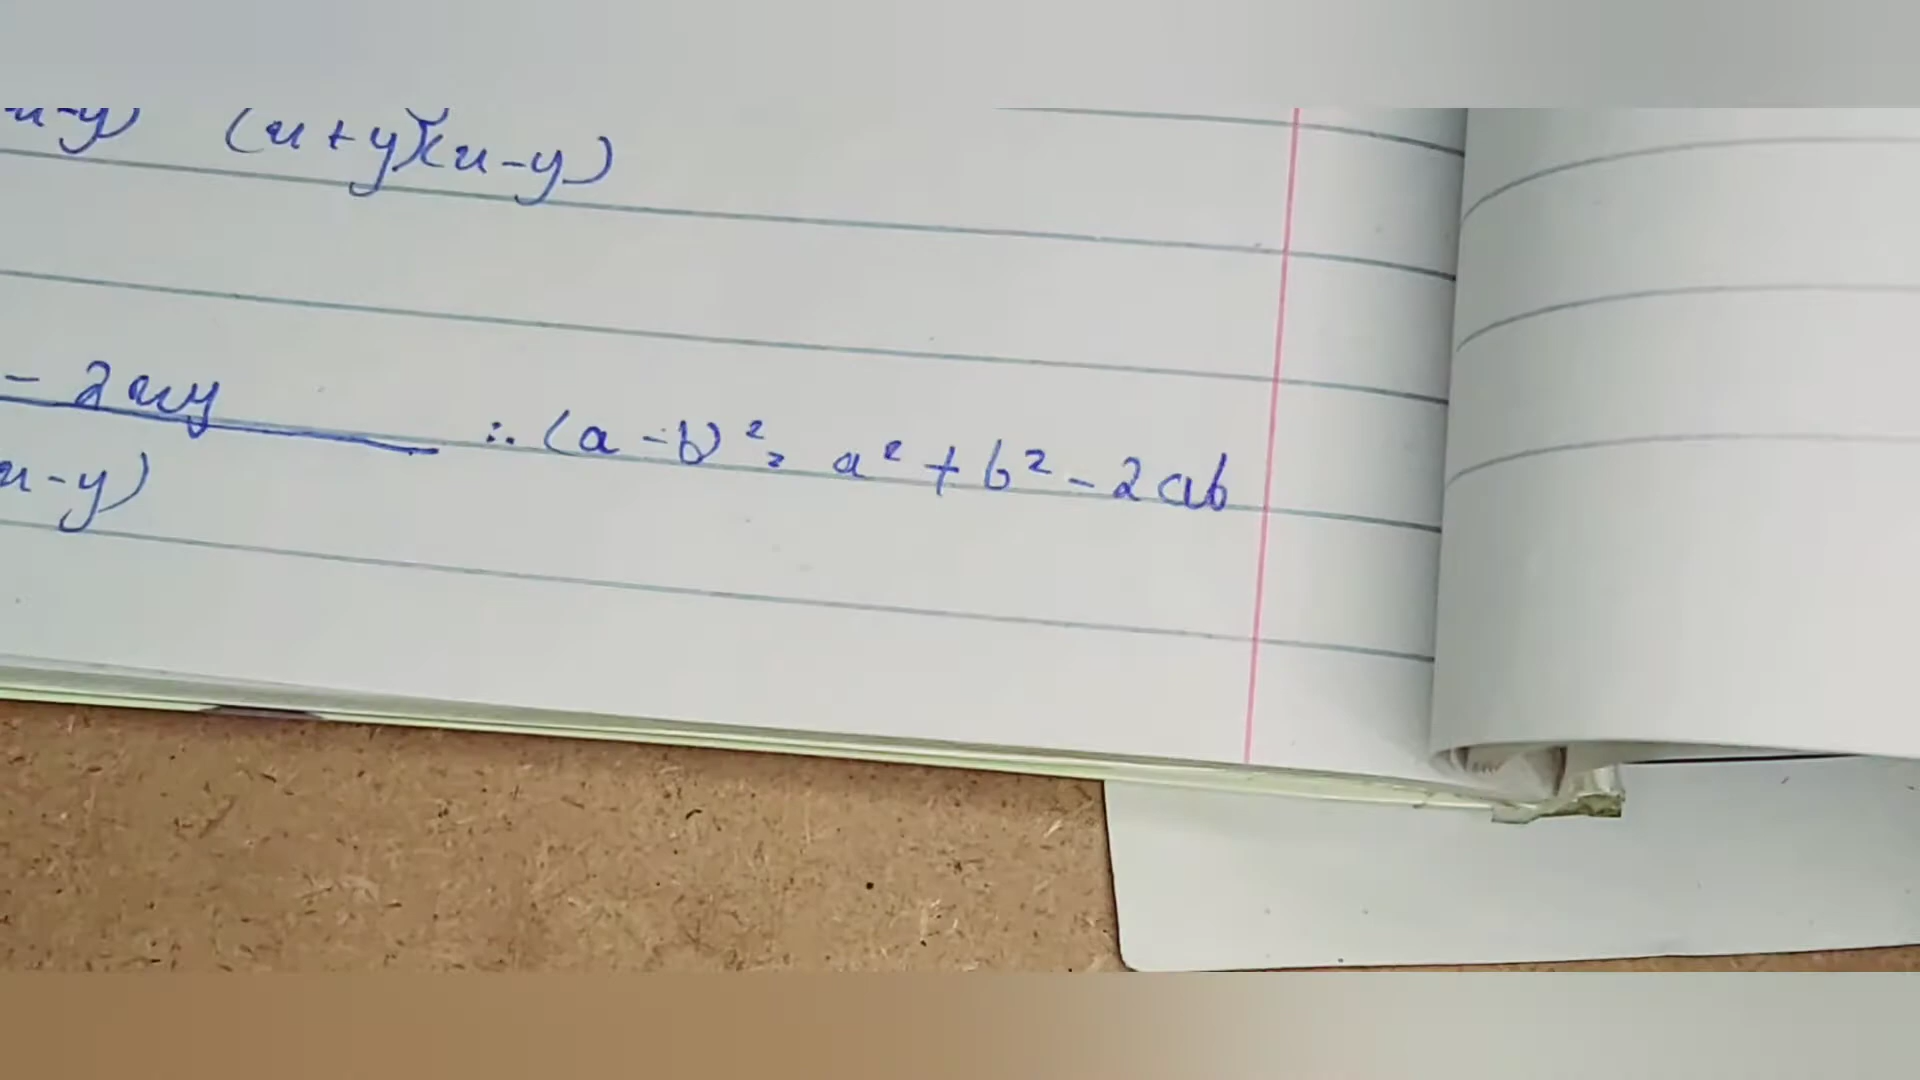 x-y) (x+y)(x-y)
- 2xy ∴ (a-b)² = a² + b² - 2ab
x-y)